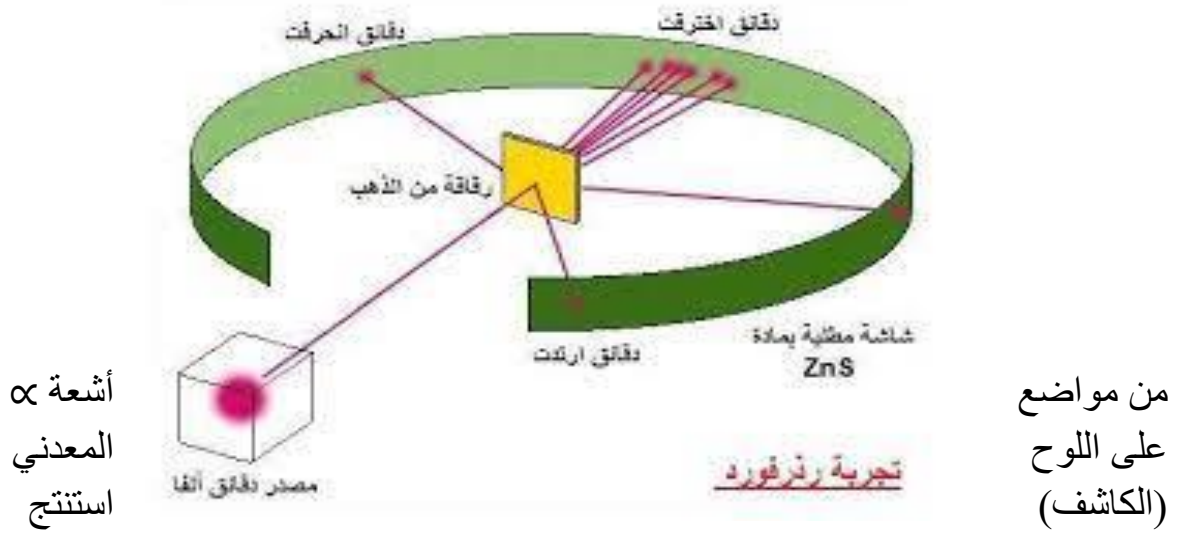 دقائق انحرفت
دقائق اخترقت
رقاقة من الذهب
شاشة مطلية بمادة
ZnS
دقائق ارتدت
مصدر دقائق ألفا
تجربة رذرفورد
من مواضع أشعة ∝
على اللوح المعدني
(الكاشف) استنتج